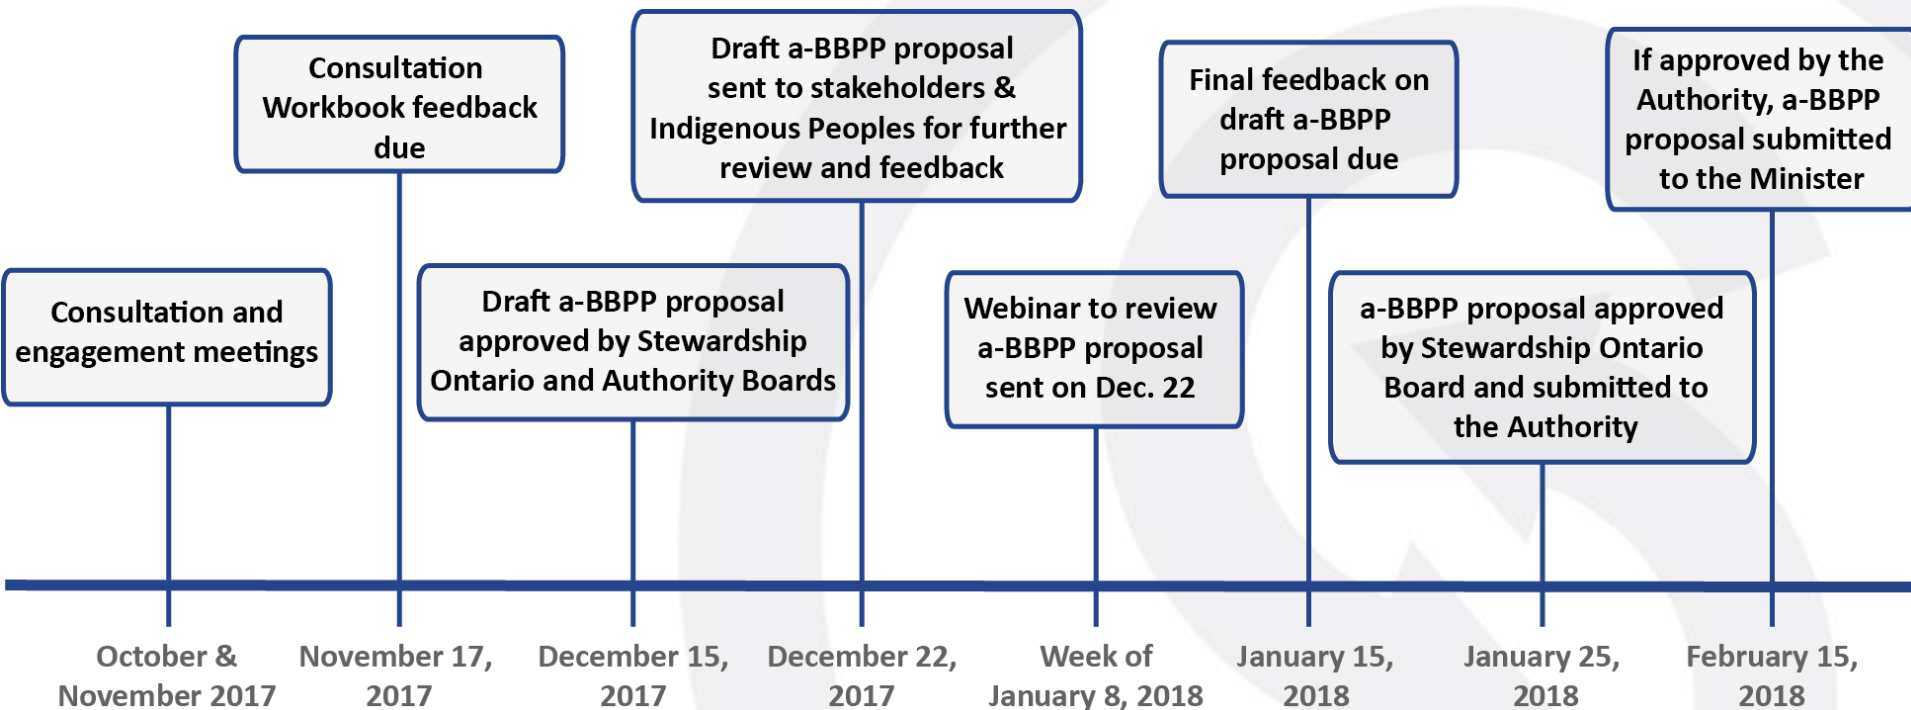 Consultation and
engagement meetings
October &
November 2017
Consultation
Workbook feedback
due
November 17,
2017
Draft a-BBPP proposal
approved by Stewardship
Ontario and Authority Boards
December 15,
2017
Draft a-BBPP proposal
sent to stakeholders &
Indigenous Peoples for further
review and feedback
December 22,
2017
Webinar to review
a-BBPP proposal
sent on Dec. 22
Week of
January 8, 2018
Final feedback on
draft a-BBPP
proposal due
January 15,
2018
a-BBPP proposal approved
by Stewardship Ontario
Board and submitted to
the Authority
January 25,
2018
If approved by the
Authority, a-BBPP
proposal submitted
to the Minister
February 15,
2018